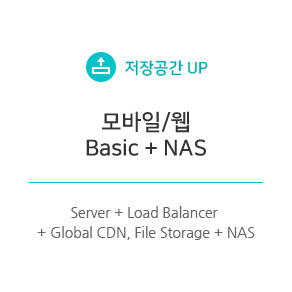 저장공간 UP
모바일/웹
Basic + NAS
Server + Load Balancer
+ Global CDN, File Storage + NAS